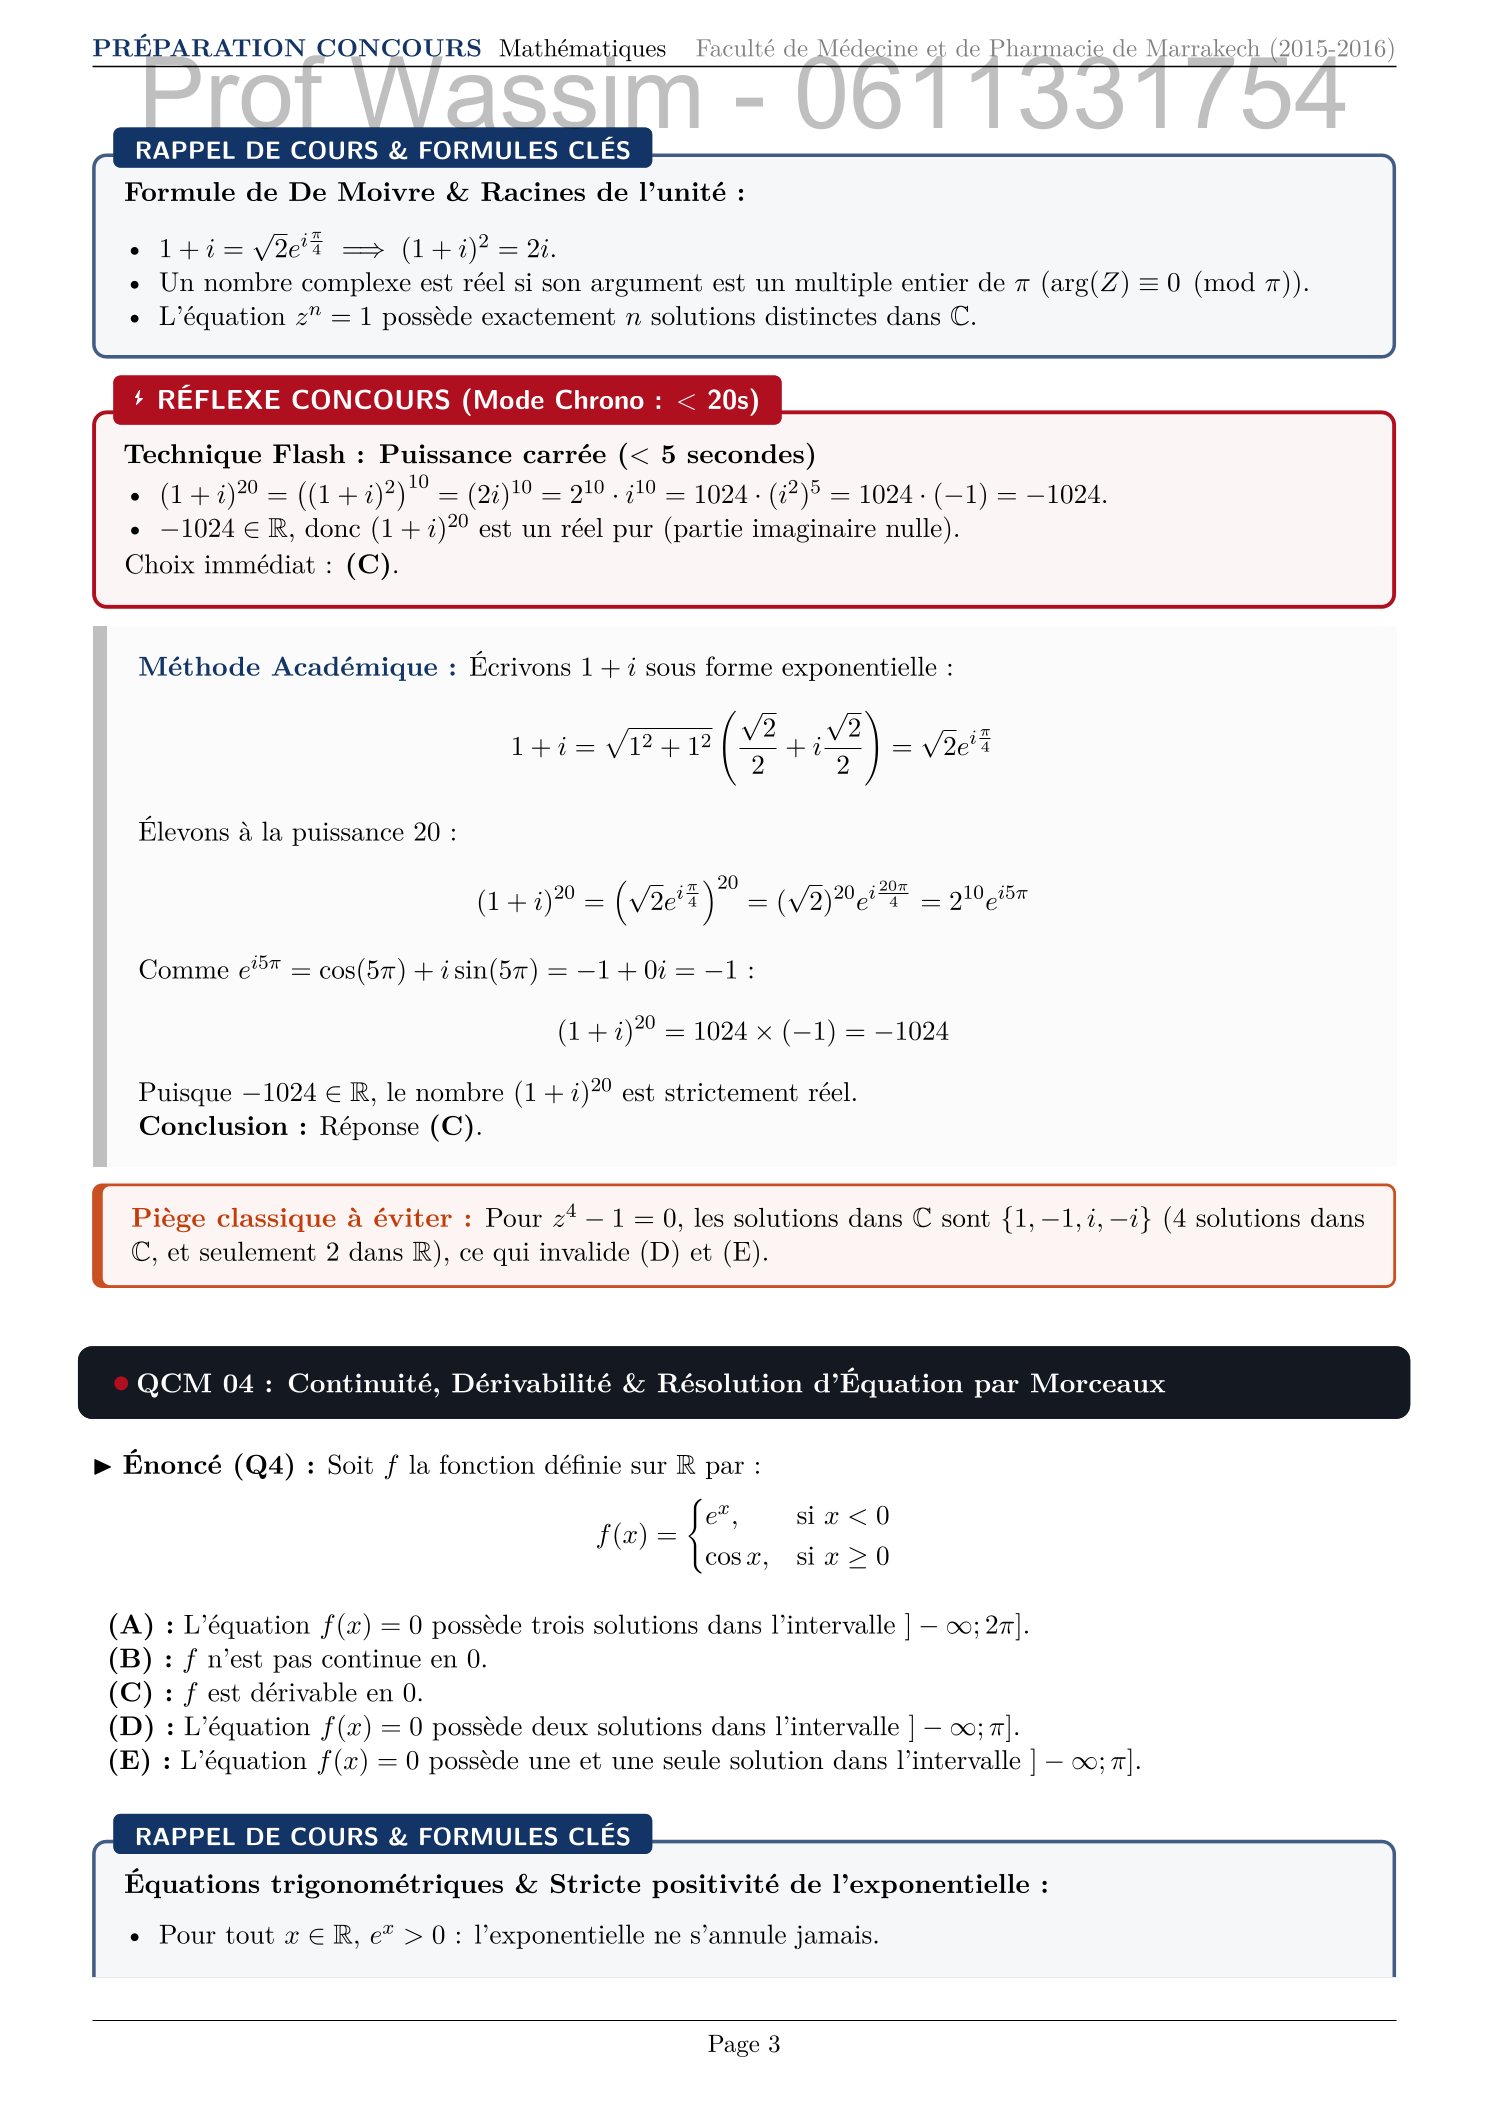 PRÉPARATION CONCOURS Mathématiques Faculté de Médecine et de Pharmacie de Marrakech (2015-2016)
Prof Wassim - 0611331754
RAPPEL DE COURS & FORMULES CLÉS
Formule de De Moivre & Racines de l'unité :
• 1 + i = √2e^{i\frac{π}{4}} ⟹ (1 + i)² = 2i.
• Un nombre complexe est réel si son argument est un multiple entier de π (arg(Z) ≡ 0 (mod π)).
• L'équation zⁿ = 1 possède exactement n solutions distinctes dans ℂ.
RÉFLEXE CONCOURS (Mode Chrono : < 20s)
Technique Flash : Puissance carrée (< 5 secondes)
• (1 + i)²⁰ = ((1 + i)²)¹⁰ = (2i)¹⁰ = 2¹⁰ · i¹⁰ = 1024 · (i²)⁵ = 1024 · (−1) = −1024.
• −1024 ∈ ℝ, donc (1 + i)²⁰ est un réel pur (partie imaginaire nulle).
Choix immédiat : (C).
Méthode Académique : Écrivons 1 + i sous forme exponentielle :
1 + i = √(1² + 1²) (\frac{√2}{2} + i\frac{√2}{2}) = √2e^{i\frac{π}{4}}
Élevons à la puissance 20 :
(1 + i)²⁰ = (√2e^{i\frac{π}{4}})²⁰ = (√2)²⁰e^{i\frac{20π}{4}} = 2¹⁰e^{i5π}
Comme e^{i5π} = cos(5π) + i sin(5π) = −1 + 0i = −1 :
(1 + i)²⁰ = 1024 × (−1) = −1024
Puisque −1024 ∈ ℝ, le nombre (1 + i)²⁰ est strictement réel.
Conclusion : Réponse (C).
Piège classique à éviter : Pour z⁴ − 1 = 0, les solutions dans ℂ sont {1, −1, i, −i} (4 solutions dans
ℂ, et seulement 2 dans ℝ), ce qui invalide (D) et (E).
• QCM 04 : Continuité, Dérivabilité & Résolution d'Équation par Morceaux
▶ Énoncé (Q4) : Soit f la fonction définie sur ℝ par :
f(x) = { eˣ, si x < 0
cos x, si x ≥ 0
(A) : L'équation f(x) = 0 possède trois solutions dans l'intervalle ] − ∞; 2π].
(B) : f n'est pas continue en 0.
(C) : f est dérivable en 0.
(D) : L'équation f(x) = 0 possède deux solutions dans l'intervalle ] − ∞; π].
(E) : L'équation f(x) = 0 possède une et une seule solution dans l'intervalle ] − ∞; π].
RAPPEL DE COURS & FORMULES CLÉS
Équations trigonométriques & Stricte positivité de l'exponentielle :
• Pour tout x ∈ ℝ, eˣ > 0 : l'exponentielle ne s'annule jamais.
Page 3